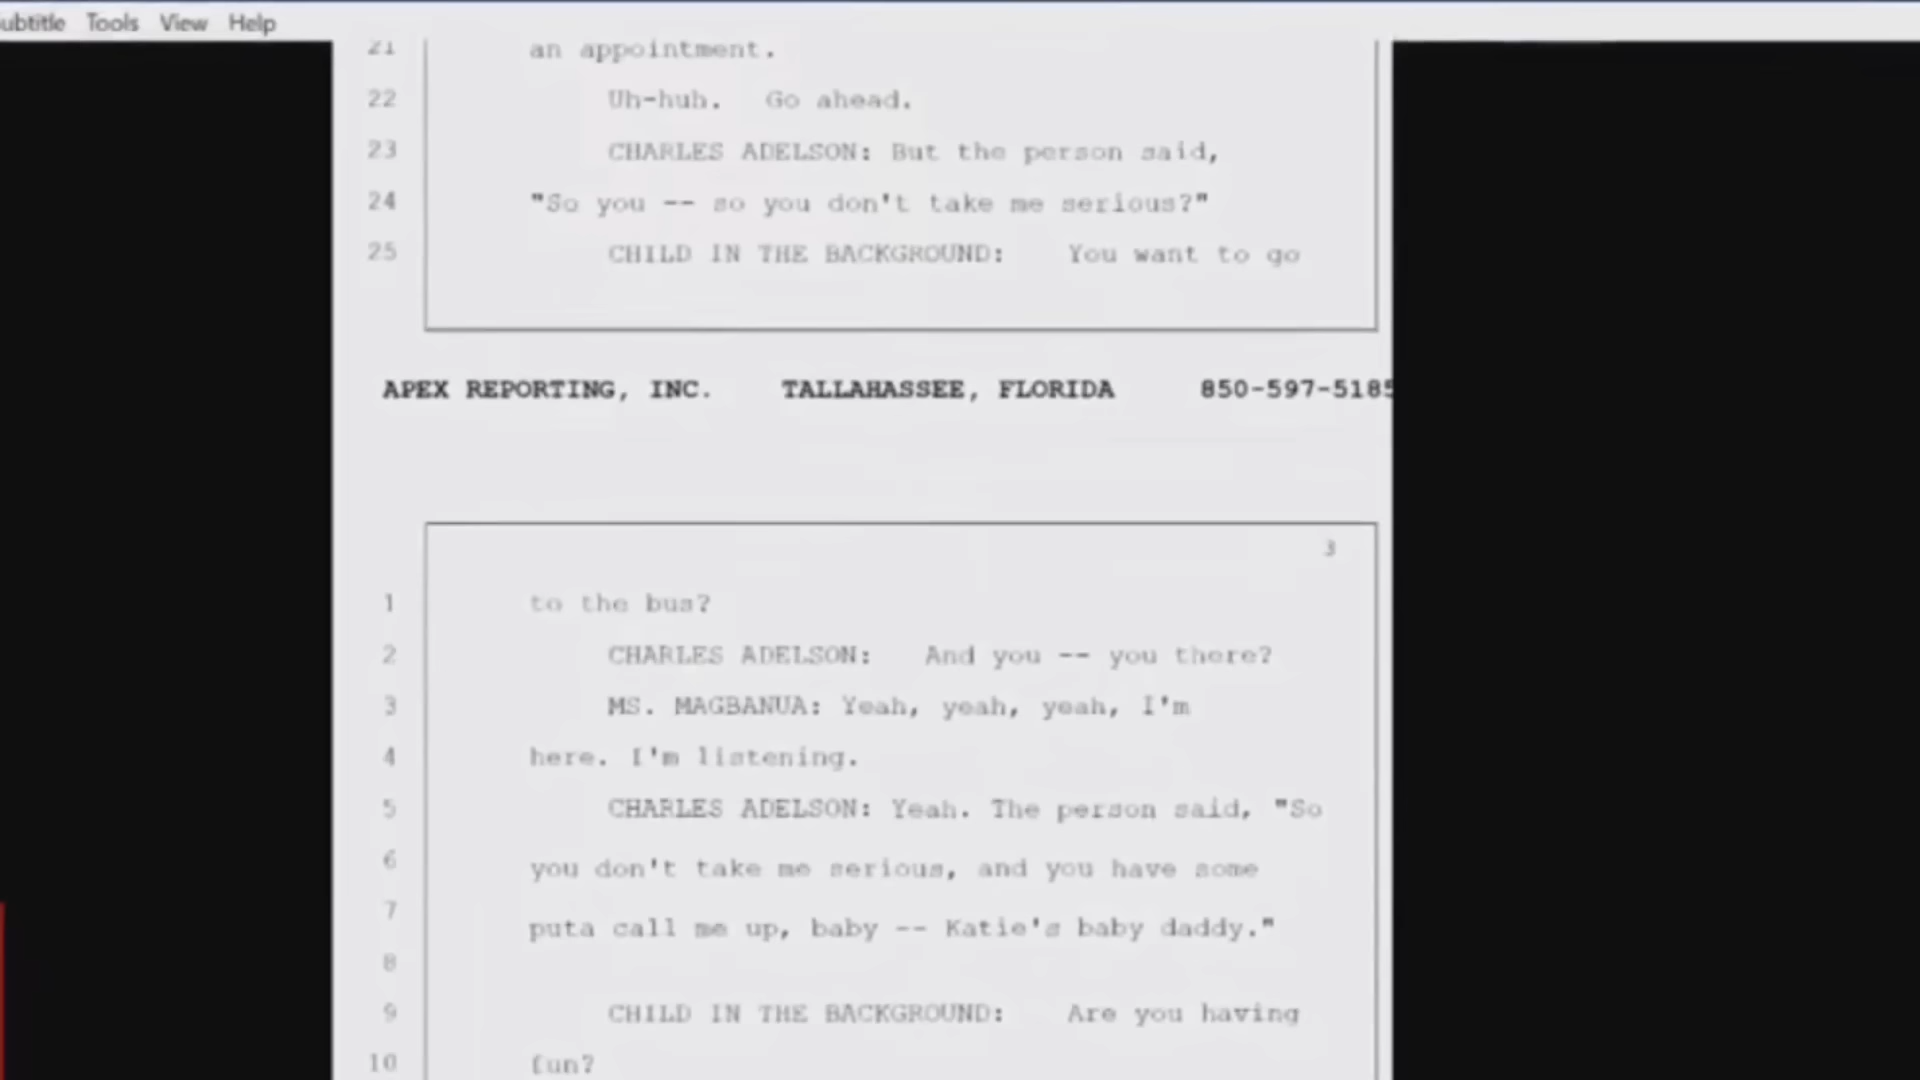 ubtitle Tools View Help
21 an appointment.
22 Uh-huh. Go ahead.
23 CHARLES ADELSON: But the person said,
24 "So you -- so you don't take me serious?"
25 CHILD IN THE BACKGROUND: You want to go
APEX REPORTING, INC. TALLAHASSEE, FLORIDA 850-597-5185
3
1 to the bus?
2 CHARLES ADELSON: And you -- you there?
3 MS. MAGBANUA: Yeah, yeah, yeah, I'm
4 here. I'm listening.
5 CHARLES ADELSON: Yeah. The person said, "So
6 you don't take me serious, and you have some
7 puta call me up, baby -- Katie's baby daddy."
8
9 CHILD IN THE BACKGROUND: Are you having
10 fun?